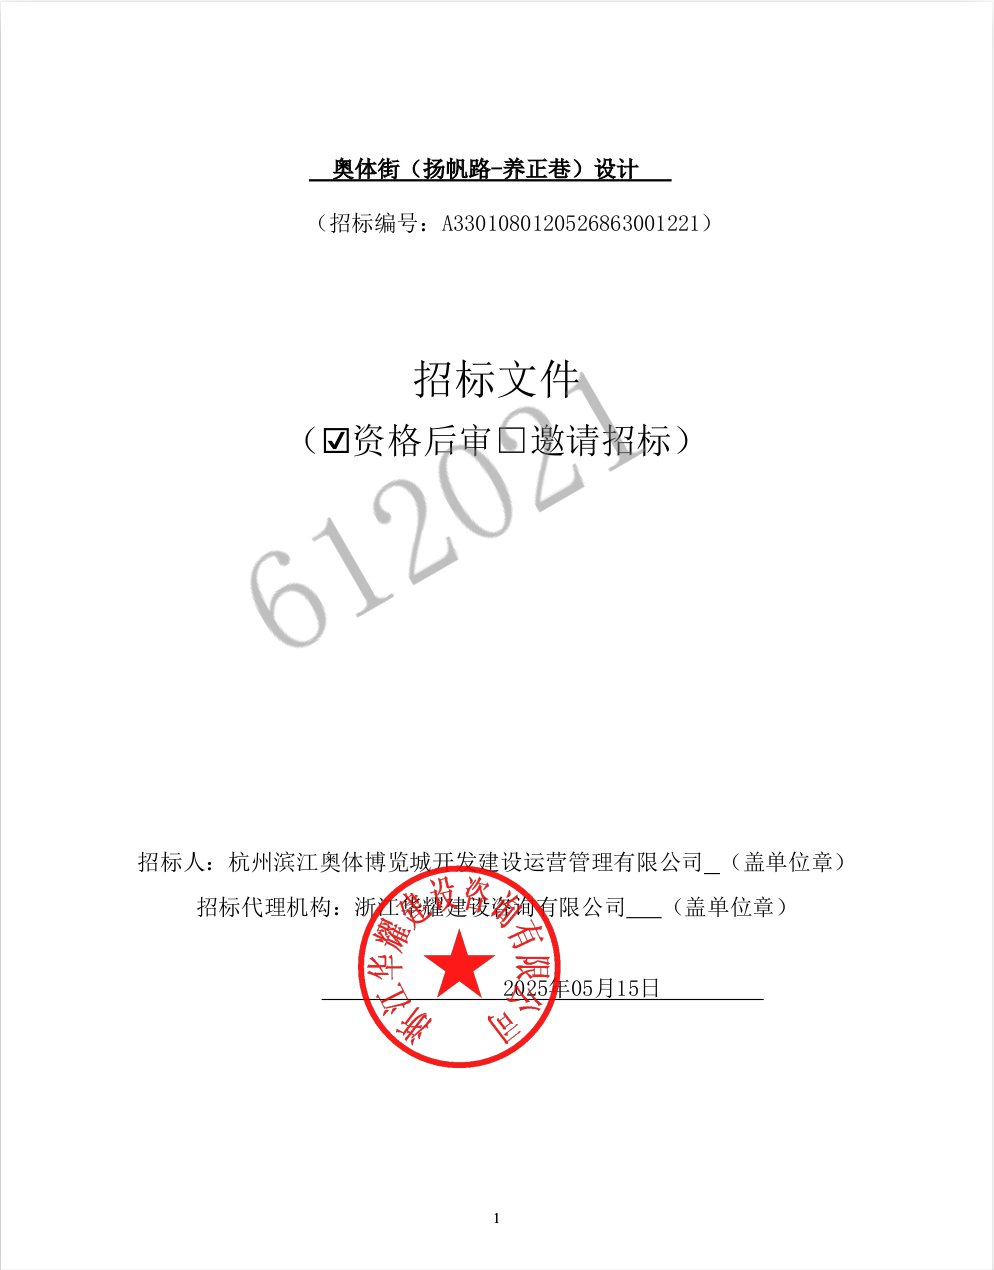 奥体街（扬帆路-养正巷）设计
（招标编号：A3301080120526863001221）
招标文件
（☑资格后审□邀请招标）
612021
招标人：杭州滨江奥体博览城开发建设运营管理有限公司 （盖单位章）
招标代理机构：浙江华耀建设咨询有限公司 （盖单位章）
浙江华耀建设咨询有限公司
2025年05月15日
1